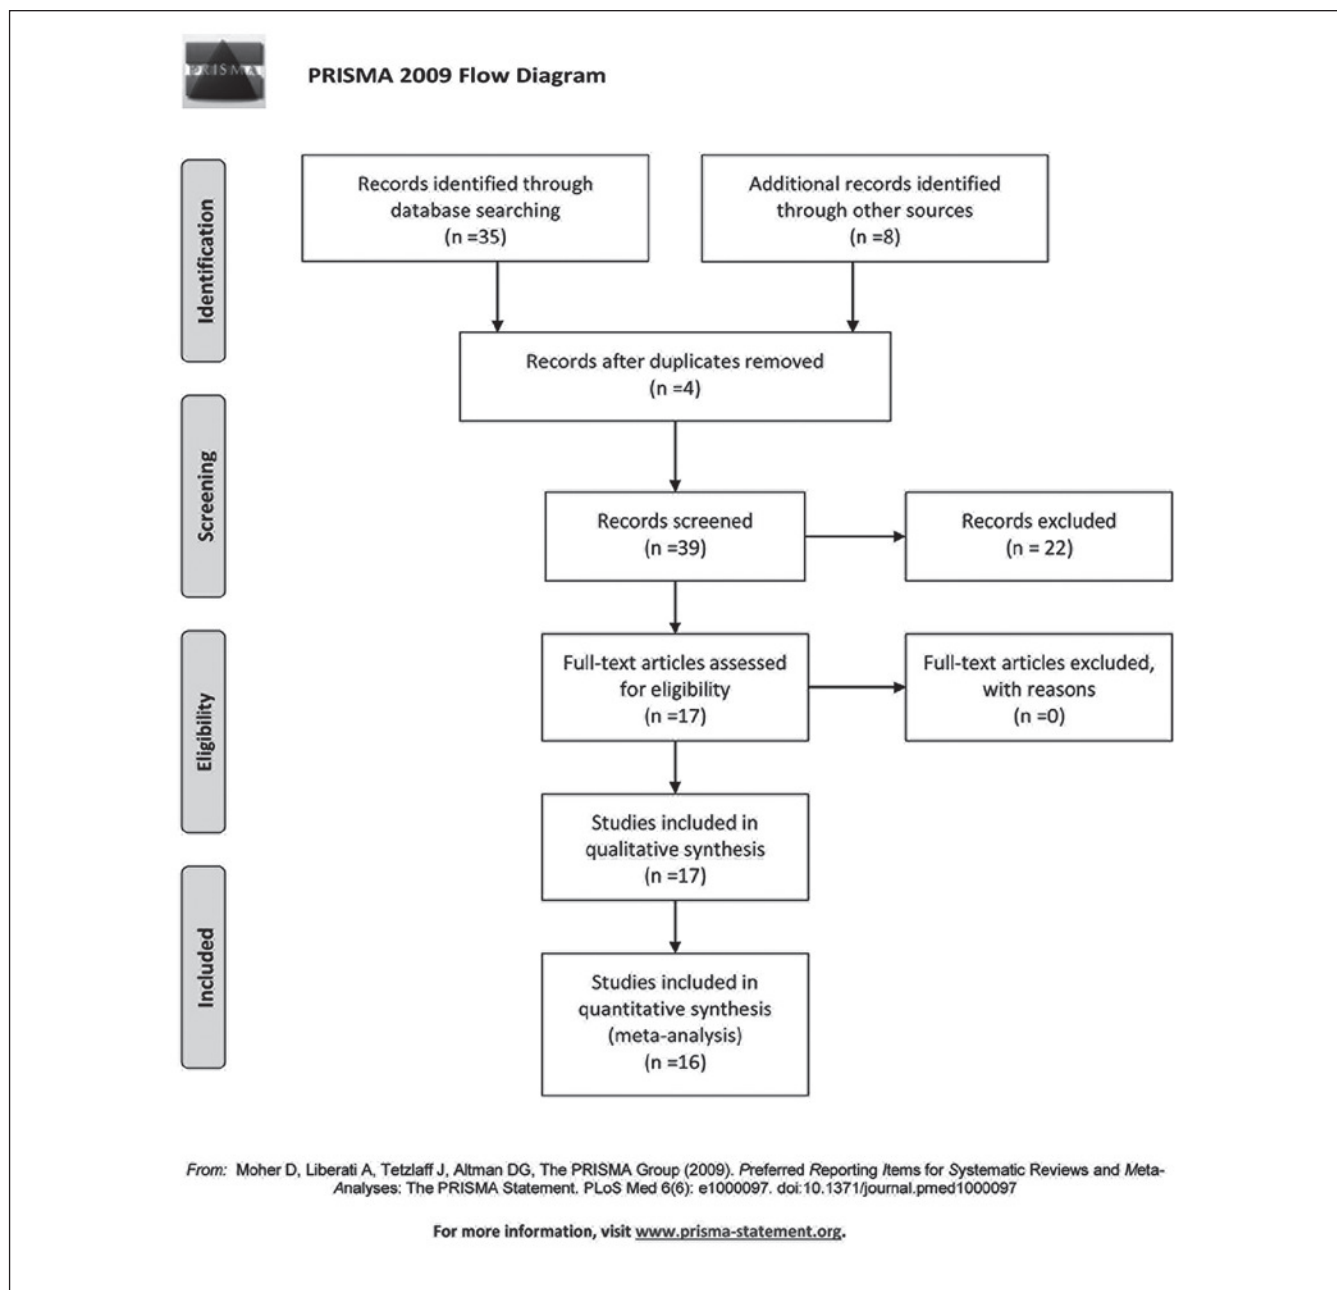 PRISMA
PRISMA 2009 Flow Diagram
Identification
Records identified through
database searching
(n =35)
Additional records identified
through other sources
(n =8)
Records after duplicates removed
(n =4)
Screening
Records screened
(n =39)
Records excluded
(n = 22)
Eligibility
Full-text articles assessed
for eligibility
(n =17)
Full-text articles excluded,
with reasons
(n =0)
Studies included in
qualitative synthesis
(n =17)
Included
Studies included in
quantitative synthesis
(meta-analysis)
(n =16)
From: Moher D, Liberati A, Tetzlaff J, Altman DG, The PRISMA Group (2009). Preferred Reporting Items for Systematic Reviews and Meta-
Analyses: The PRISMA Statement. PLoS Med 6(6): e1000097. doi:10.1371/journal.pmed1000097
For more information, visit www.prisma-statement.org.